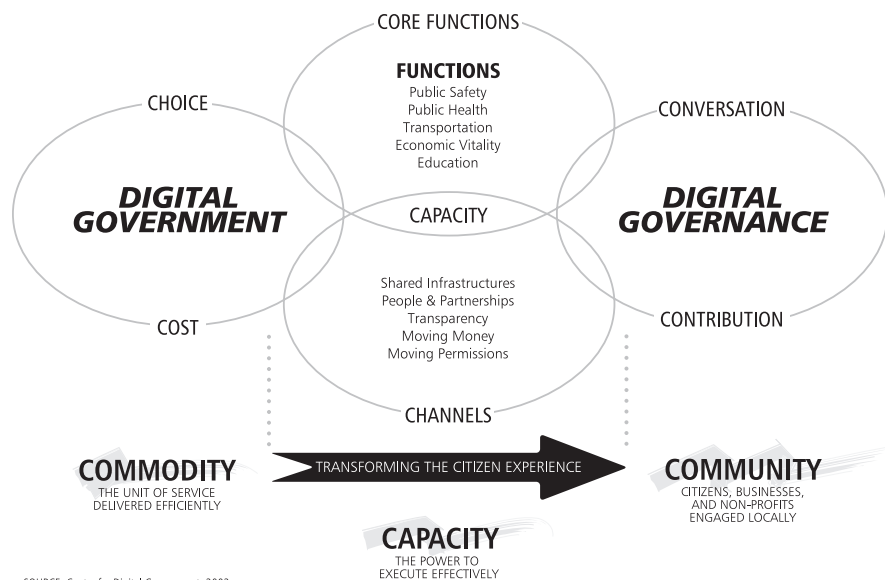 CORE FUNCTIONS
FUNCTIONS
Public Safety
Public Health
Transportation
Economic Vitality
Education
CHOICE
CONVERSATION
DIGITAL
GOVERNMENT
CAPACITY
DIGITAL
GOVERNANCE
Shared Infrastructures
People & Partnerships
Transparency
Moving Money
Moving Permissions
COST
CONTRIBUTION
CHANNELS
COMMODITY
THE UNIT OF SERVICE
DELIVERED EFFICIENTLY
TRANSFORMING THE CITIZEN EXPERIENCE
COMMUNITY
CITIZENS, BUSINESSES,
AND NON-PROFITS
ENGAGED LOCALLY
CAPACITY
THE POWER TO
EXECUTE EFFECTIVELY